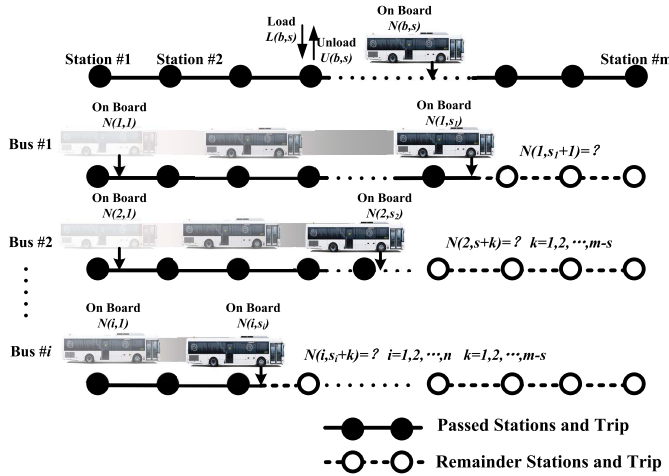 Load
L(b,s)
Unload
U(b,s)
On Board
N(b,s)
Station #1
Station #2
Station #m
On Board
N(1,1)
On Board
N(1,s₁)
Bus #1
N(1,s₁+1)=?
On Board
N(2,1)
On Board
N(2,s₂)
Bus #2
N(2,s+k)=? k=1,2,···,m-s
On Board
N(i,1)
On Board
N(i,sᵢ)
Bus #i
N(i,sᵢ+k)=? i=1,2,···,n k=1,2,···,m-s
Passed Stations and Trip
Remainder Stations and Trip